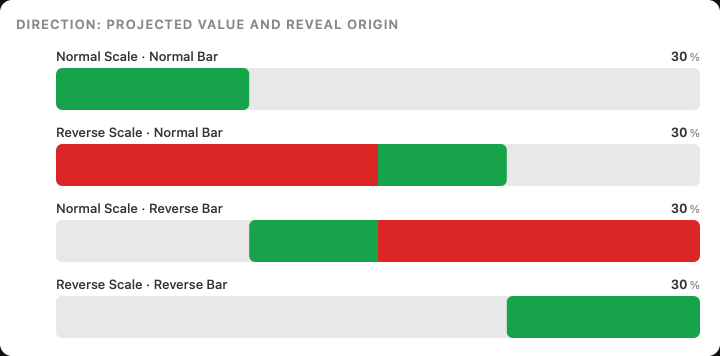 DIRECTION: PROJECTED VALUE AND REVEAL ORIGIN
Normal Scale · Normal Bar 30 %
Reverse Scale · Normal Bar 30 %
Normal Scale · Reverse Bar 30 %
Reverse Scale · Reverse Bar 30 %